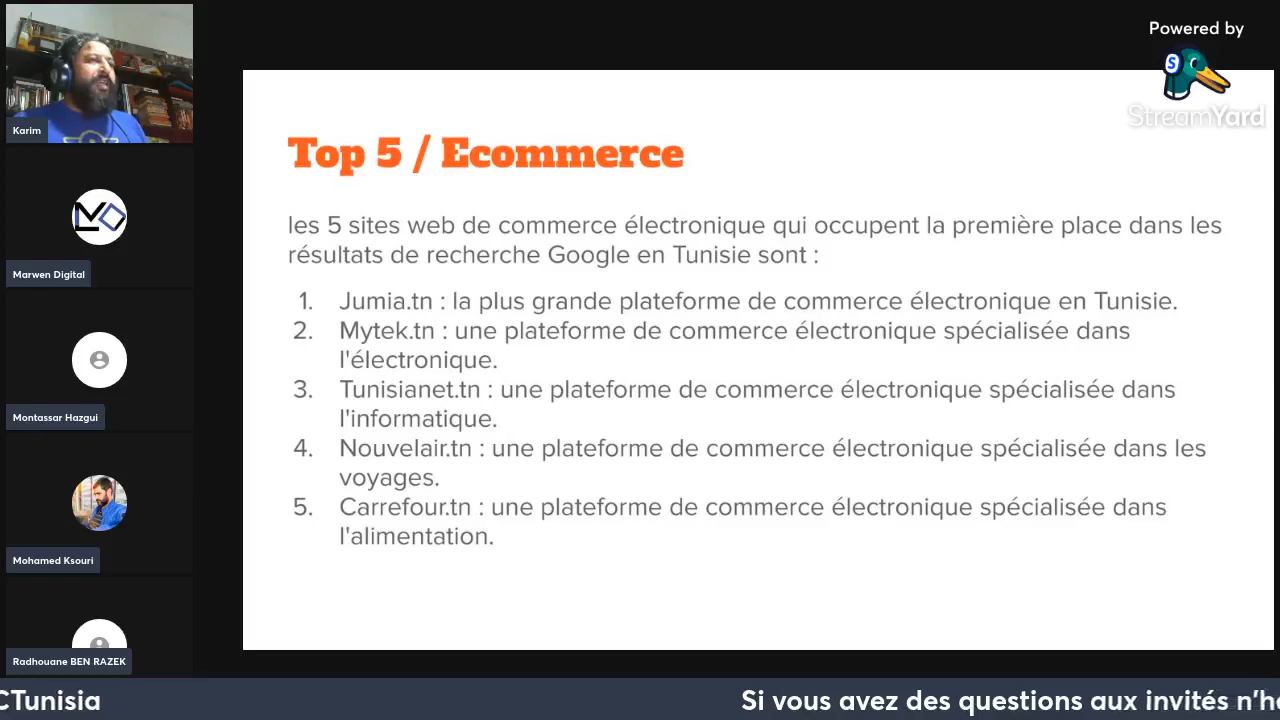 Powered by
StreamYard
Karim
Marwen Digital
Montassar Hazgui
Mohamed Ksouri
Radhouane BEN RAZEK
Top 5 / Ecommerce
les 5 sites web de commerce électronique qui occupent la première place dans les
résultats de recherche Google en Tunisie sont :
1. Jumia.tn : la plus grande plateforme de commerce électronique en Tunisie.
2. Mytek.tn : une plateforme de commerce électronique spécialisée dans
l'électronique.
3. Tunisianet.tn : une plateforme de commerce électronique spécialisée dans
l'informatique.
4. Nouvelair.tn : une plateforme de commerce électronique spécialisée dans les
voyages.
5. Carrefour.tn : une plateforme de commerce électronique spécialisée dans
l'alimentation.
CTunisia
Si vous avez des questions aux invités n'hé